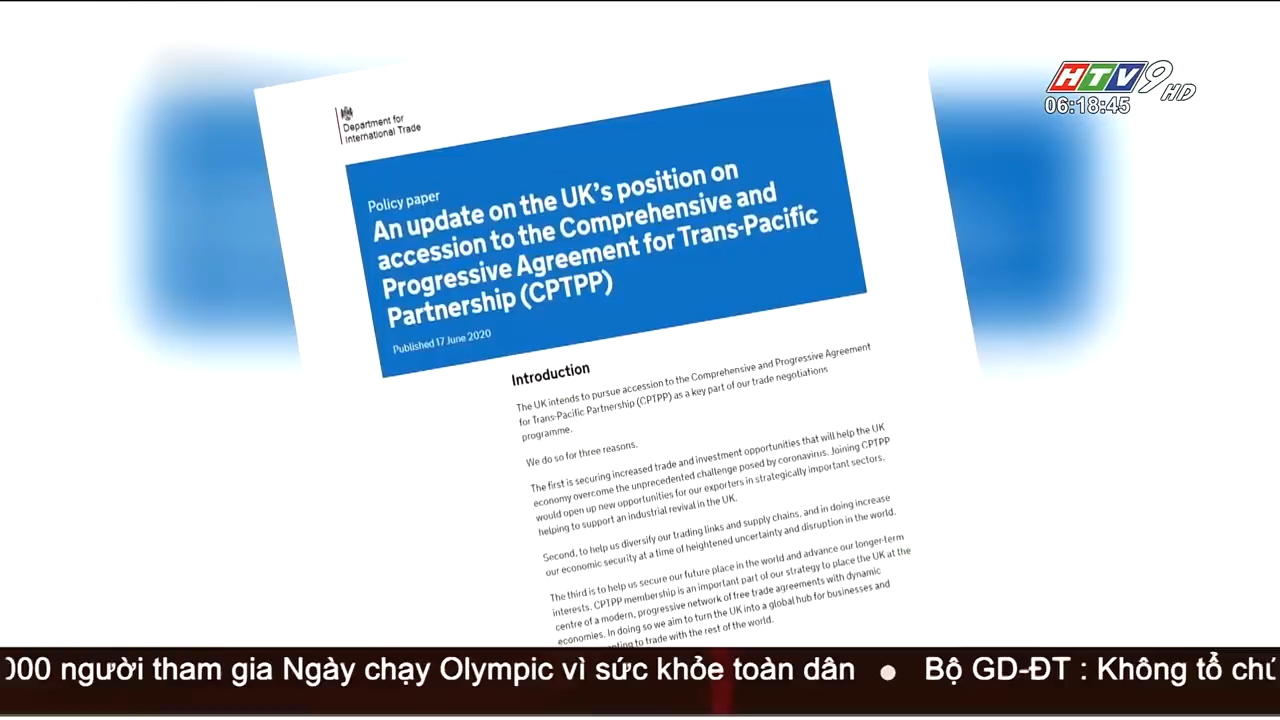 HTV9 HD
06:18:45
Department for
International Trade
Policy paper
An update on the UK's position on
accession to the Comprehensive and
Progressive Agreement for Trans-Pacific
Partnership (CPTPP)
Published 17 June 2020
Introduction
The UK intends to pursue accession to the Comprehensive and Progressive Agreement
for Trans-Pacific Partnership (CPTPP) as a key part of our trade negotiations
programme.
We do so for three reasons.
The first is securing increased trade and investment opportunities that will help the UK
economy overcome the unprecedented challenge posed by coronavirus. Joining CPTPP
would open up new opportunities for our exporters in strategically important sectors,
helping to support an industrial revival in the UK.
Second, to help us diversify our trading links and supply chains, and in doing increase
our economic security at a time of heightened uncertainty and disruption in the world.
The third is to help us secure our future place in the world and advance our longer-term
interests. CPTPP membership is an important part of our strategy to place the UK at the
centre of a modern, progressive network of free trade agreements with dynamic
economies. In doing so we aim to turn the UK into a global hub for businesses and
to trade with the rest of the world.
000 người tham gia Ngày chạy Olympic vì sức khỏe toàn dân ● Bộ GD-ĐT : Không tổ